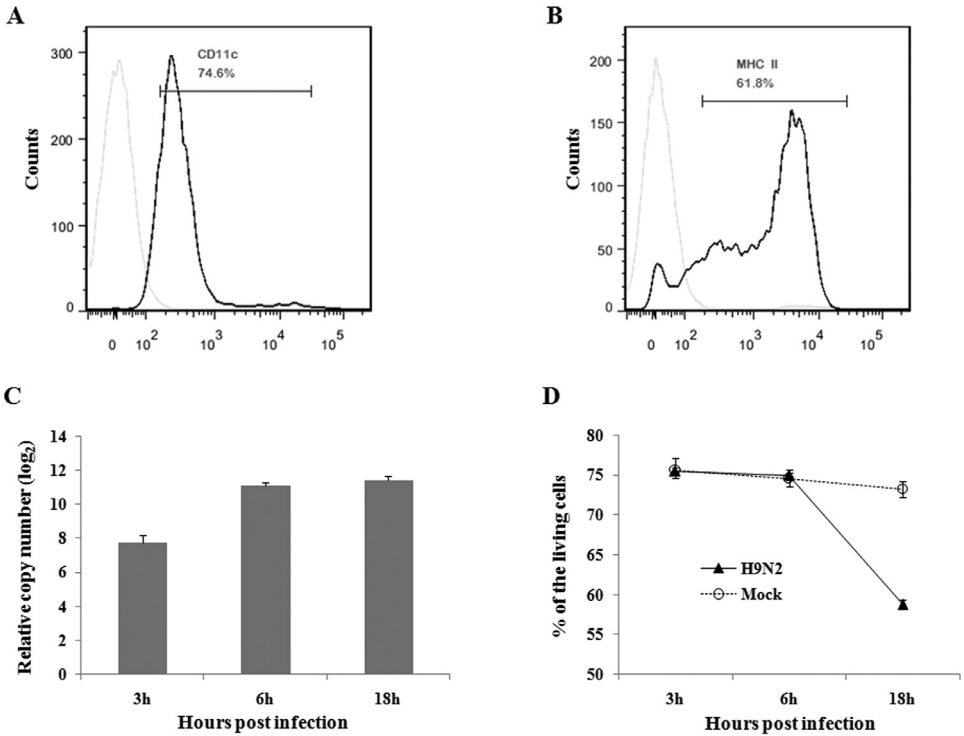 A
CD11c
74.6%
Counts
300
200
100
0
0 10² 10³ 10⁴ 10⁵
B
MHC II
61.8%
Counts
200
150
100
50
0
0 10² 10³ 10⁴ 10⁵
C
Relative copy number (log₂)
14
12
10
8
6
4
2
0
3h 6h 18h
Hours post infection
D
% of the living cells
80
75
70
65
60
55
50
H9N2
Mock
3h 6h 18h
Hours post infection